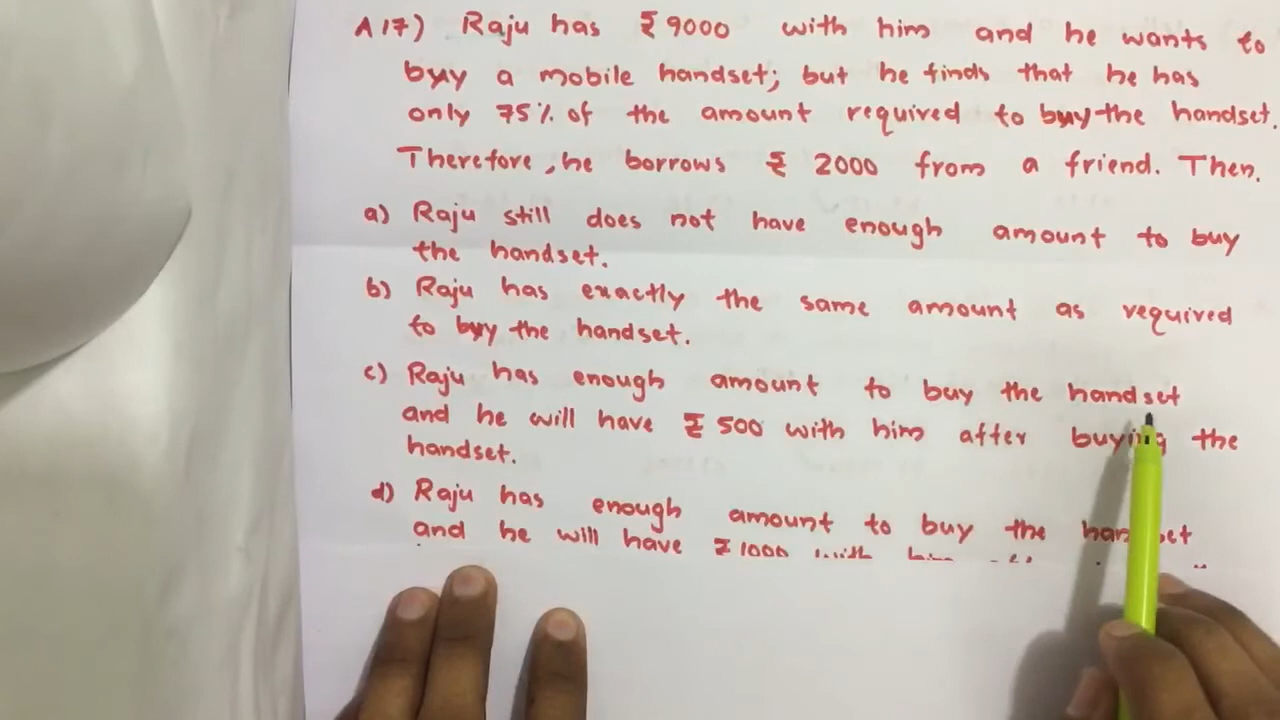 A17) Raju has ₹9000 with him and he wants to
buy a mobile handset; but he finds that he has
only 75% of the amount required to buy the handset.
Therefore, he borrows ₹ 2000 from a friend. Then.
a) Raju still does not have enough amount to buy
the handset.
b) Raju has exactly the same amount as required
to buy the handset.
c) Raju has enough amount to buy the handset
and he will have ₹ 500 with him after buying the
handset.
d) Raju has enough amount to buy the handset
and he will have ₹1000 with him